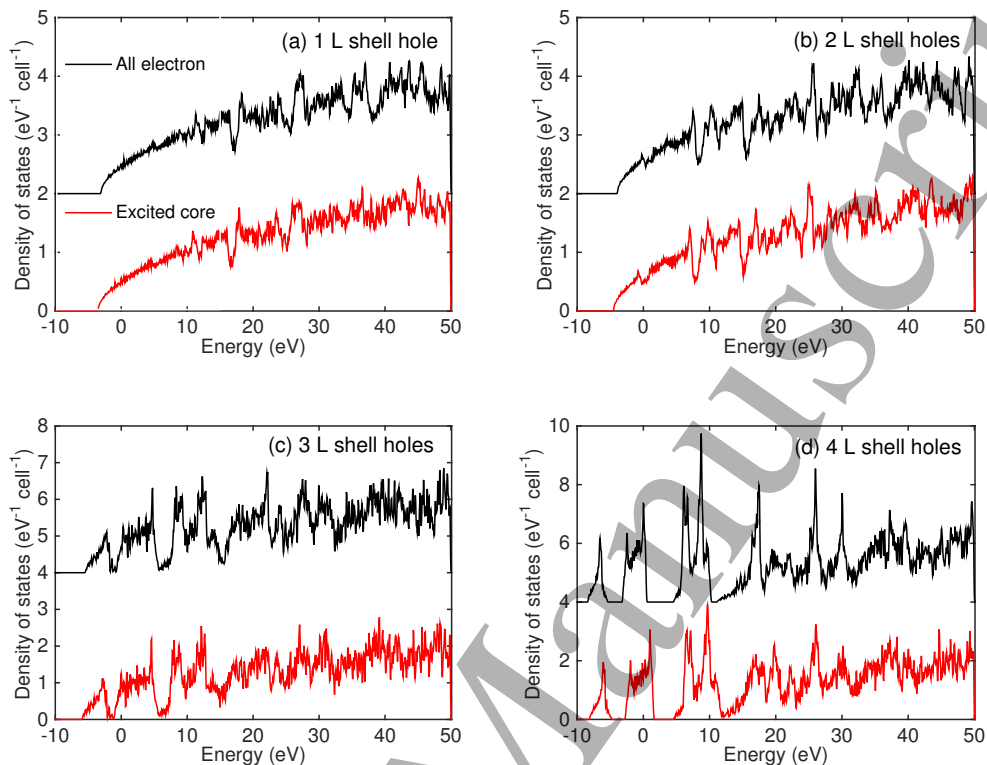 (a) 1 L shell hole
All electron
Excited core
Density of states (eV⁻¹ cell⁻¹)
5
4
3
2
1
0
-10 0 10 20 30 40 50
Energy (eV)
(b) 2 L shell holes
Density of states (eV⁻¹ cell⁻¹)
5
4
3
2
1
0
-10 0 10 20 30 40 50
Energy (eV)
(c) 3 L shell holes
Density of states (eV⁻¹ cell⁻¹)
8
7
6
5
4
3
2
1
0
-10 0 10 20 30 40 50
Energy (eV)
(d) 4 L shell holes
Density of states (eV⁻¹ cell⁻¹)
10
8
6
4
2
0
-10 0 10 20 30 40 50
Energy (eV)
Manuscri